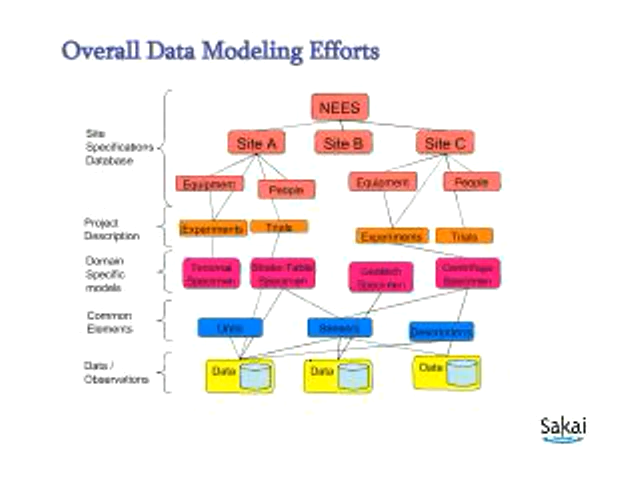 Overall Data Modeling Efforts
NEES
Site
Specifications
Database
Site A
Site B
Site C
Equipment
People
Equipment
People
Project
Description
Experiments
Trials
Experiments
Trials
Domain
Specific
models
Specimen
Shake Table
Specimen
Geotech
Specimen
Centrifuge
Specimen
Common
Elements
Units
Sensors
Descriptions
Data /
Observations
Data
Data
Data
Sakai